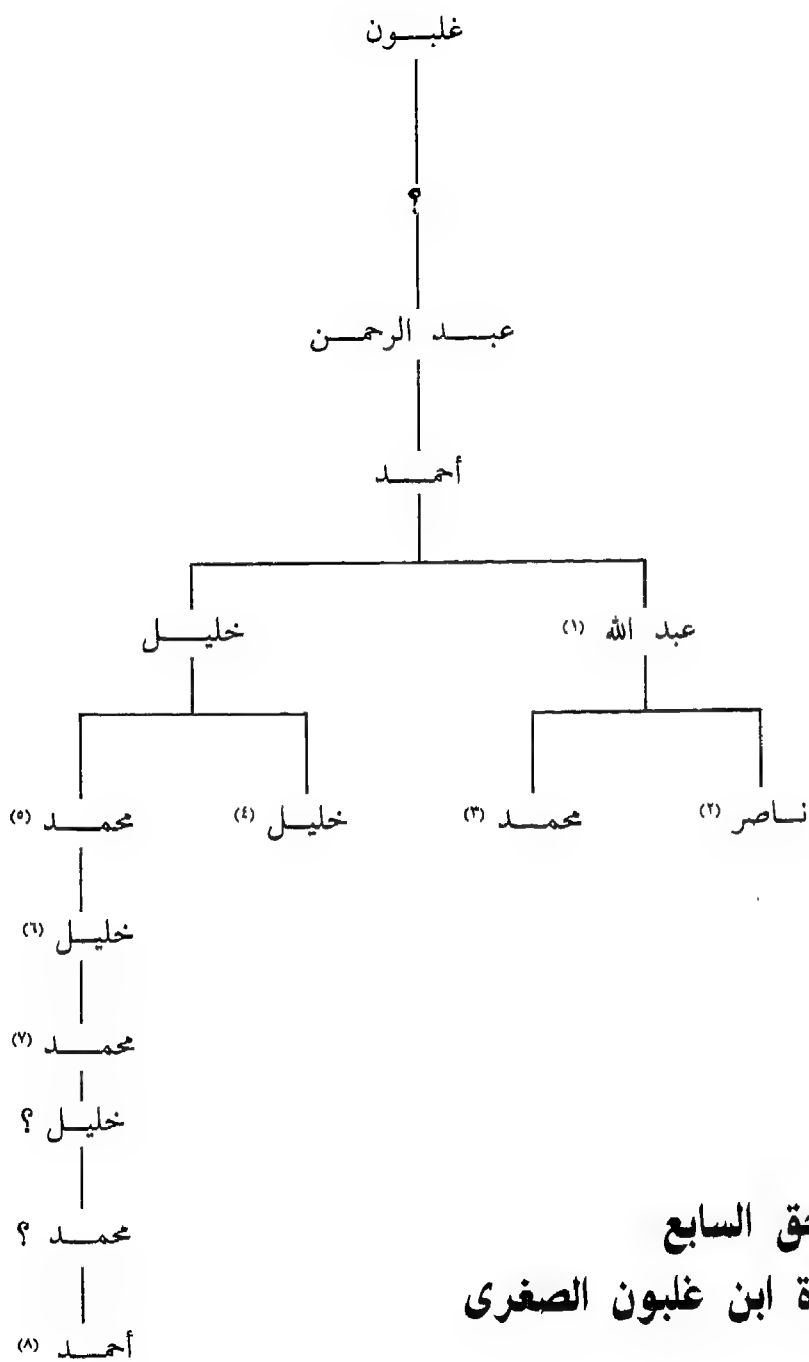 غلبون
؟
عبد الرحمن
أحمد
عبد الله (١) خليل
ناصر (٢) محمد (٣) خليل (٤) محمد (٥)
خليل (٦)
محمد (٧)
خليل ؟
محمد ؟
السابع
ابن غلبون الصغرى
أحمد (٨)